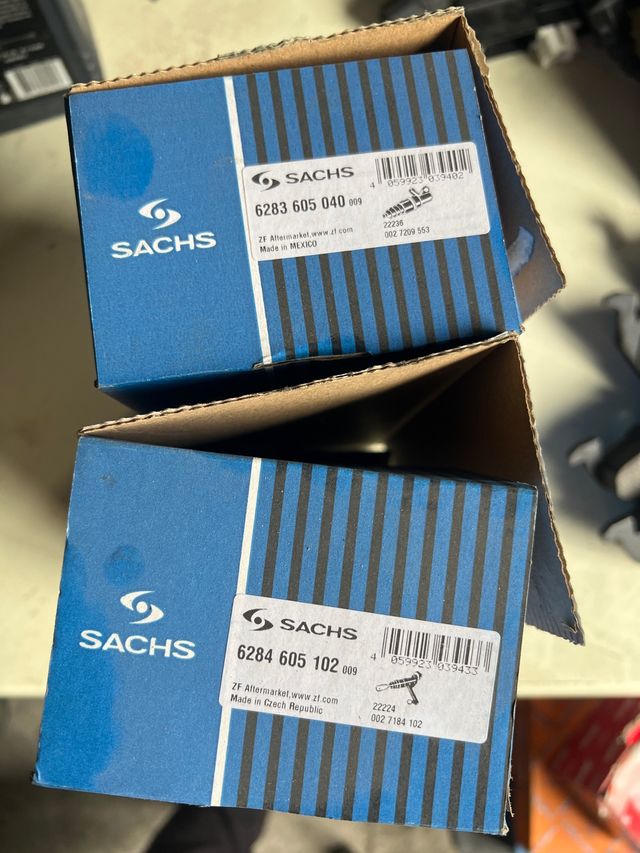 SACHS
SACHS
6283 605 040 009
4 059923 039402
ZF Aftermarket,www.zf.com
Made in MEXICO
22236
002 7209 553
SACHS
SACHS
6284 605 102 009
4 059923 039433
ZF Aftermarket,www.zf.com
Made in Czech Republic
22224
002 7184 102